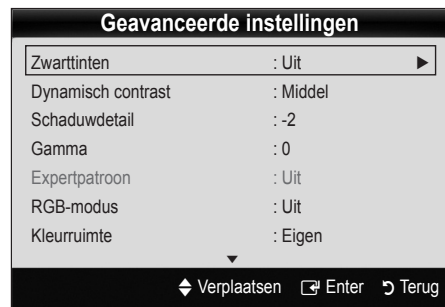 Geavanceerde instellingen
Zwarttinten : Uit ►
Dynamisch contrast : Middel
Schaduwdetail : -2
Gamma : 0
Expertpatroon : Uit
RGB-modus : Uit
Kleurruimte : Eigen
▼
Verplaatsen Enter Terug